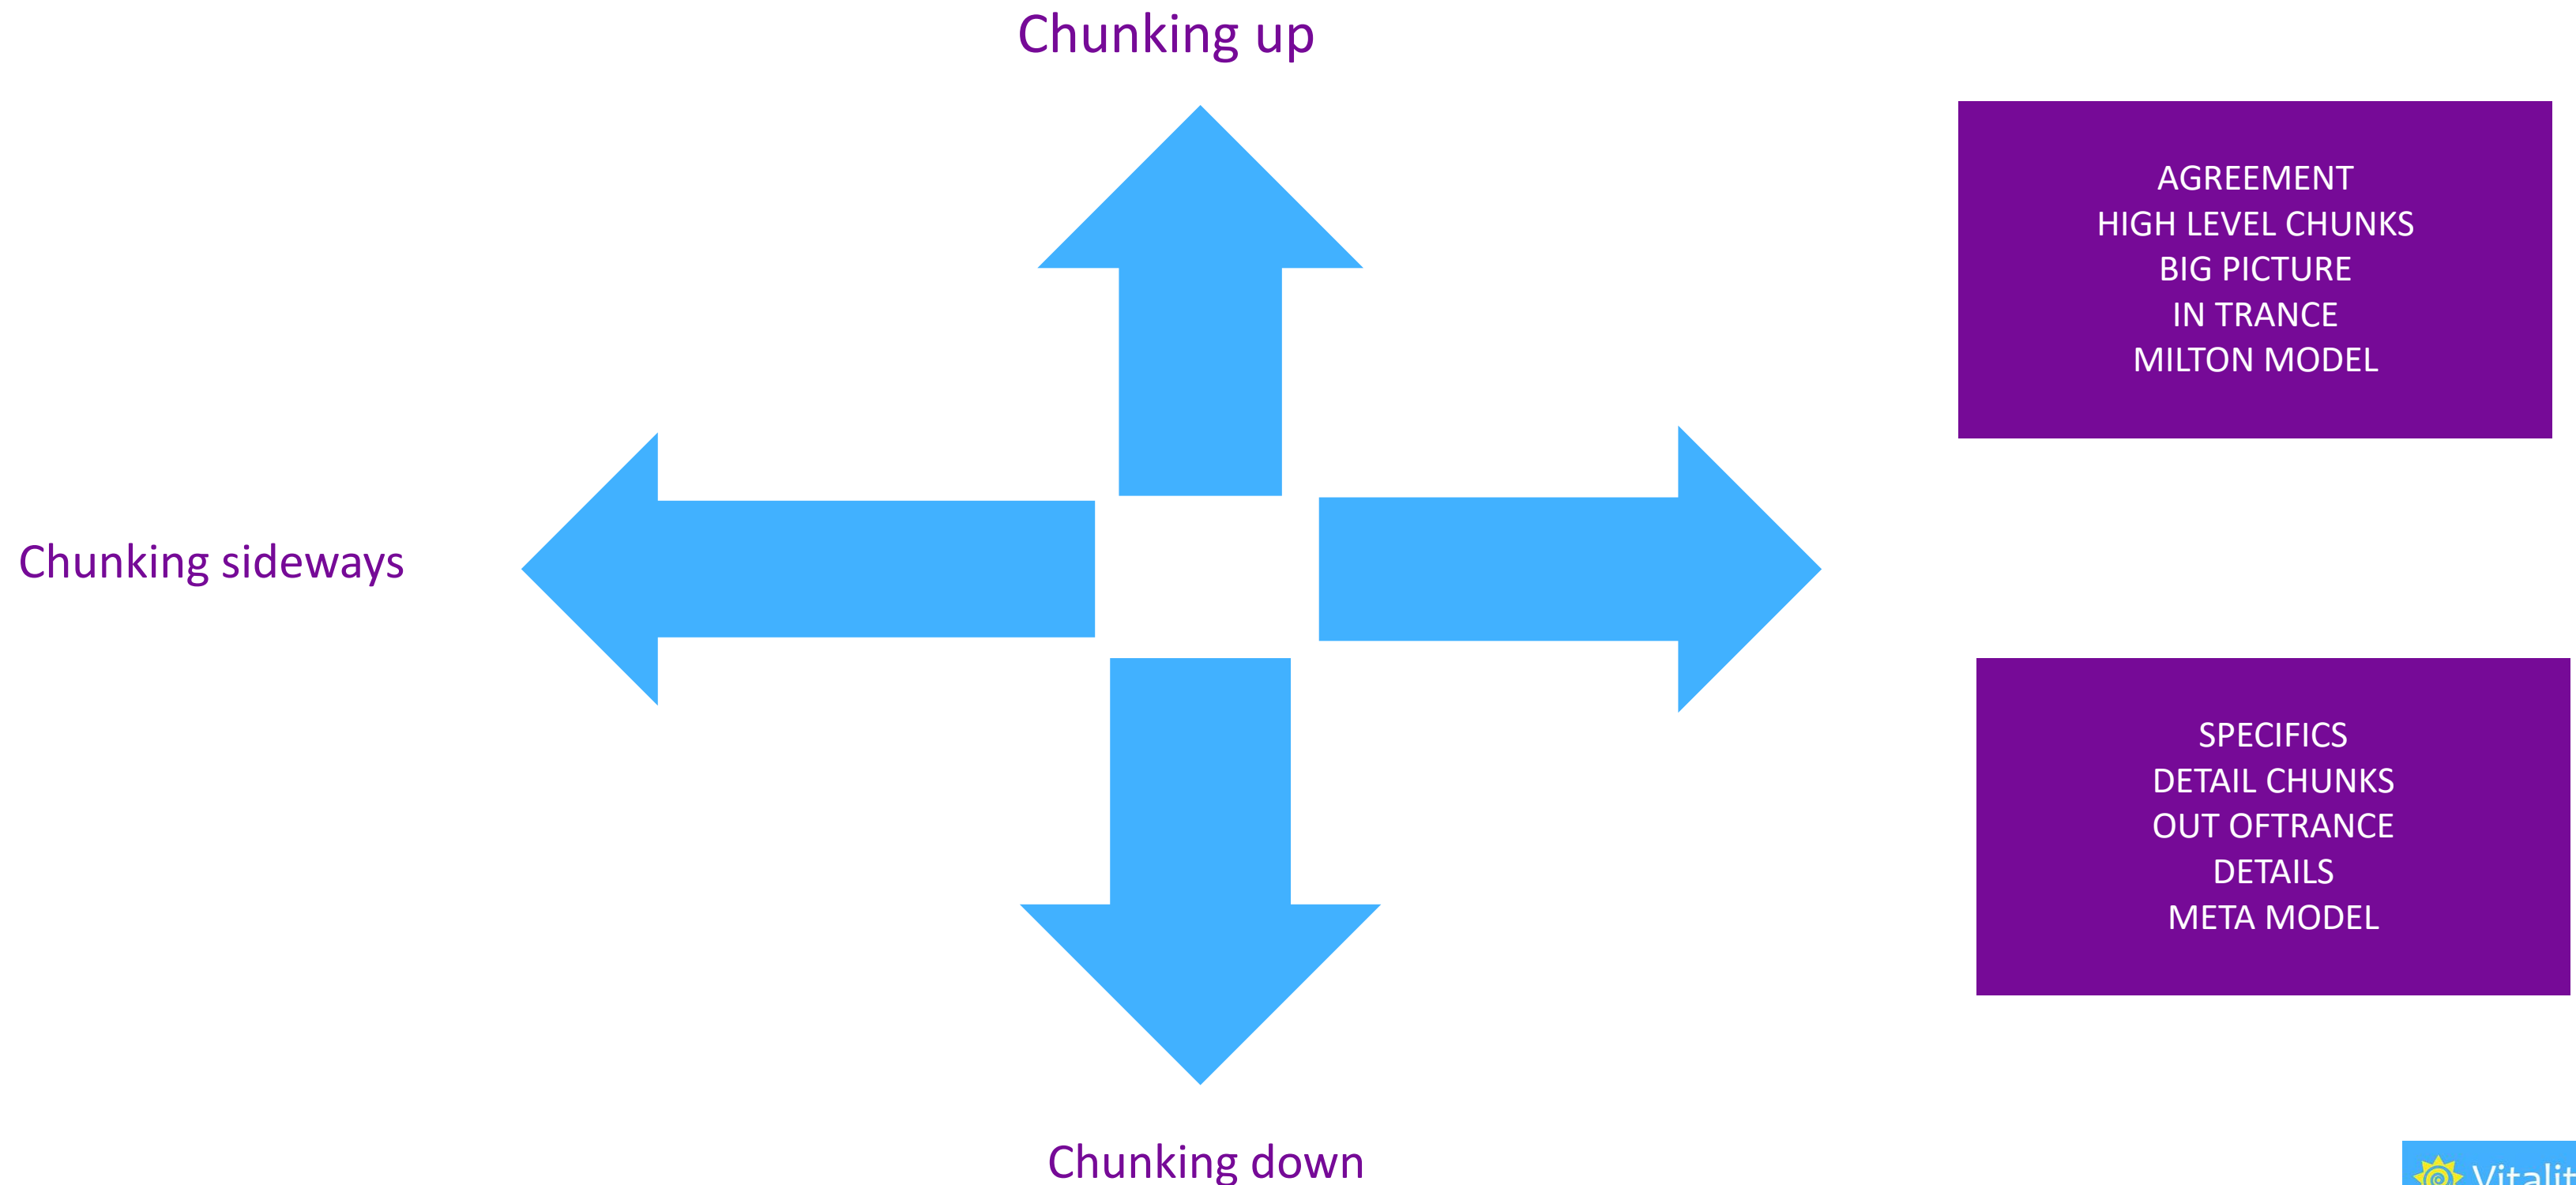 Chunking up
AGREEMENT
HIGH LEVEL CHUNKS
BIG PICTURE
IN TRANCE
MILTON MODEL
Chunking sideways
SPECIFICS
DETAIL CHUNKS
OUT OFTRANCE
DETAILS
META MODEL
Chunking down